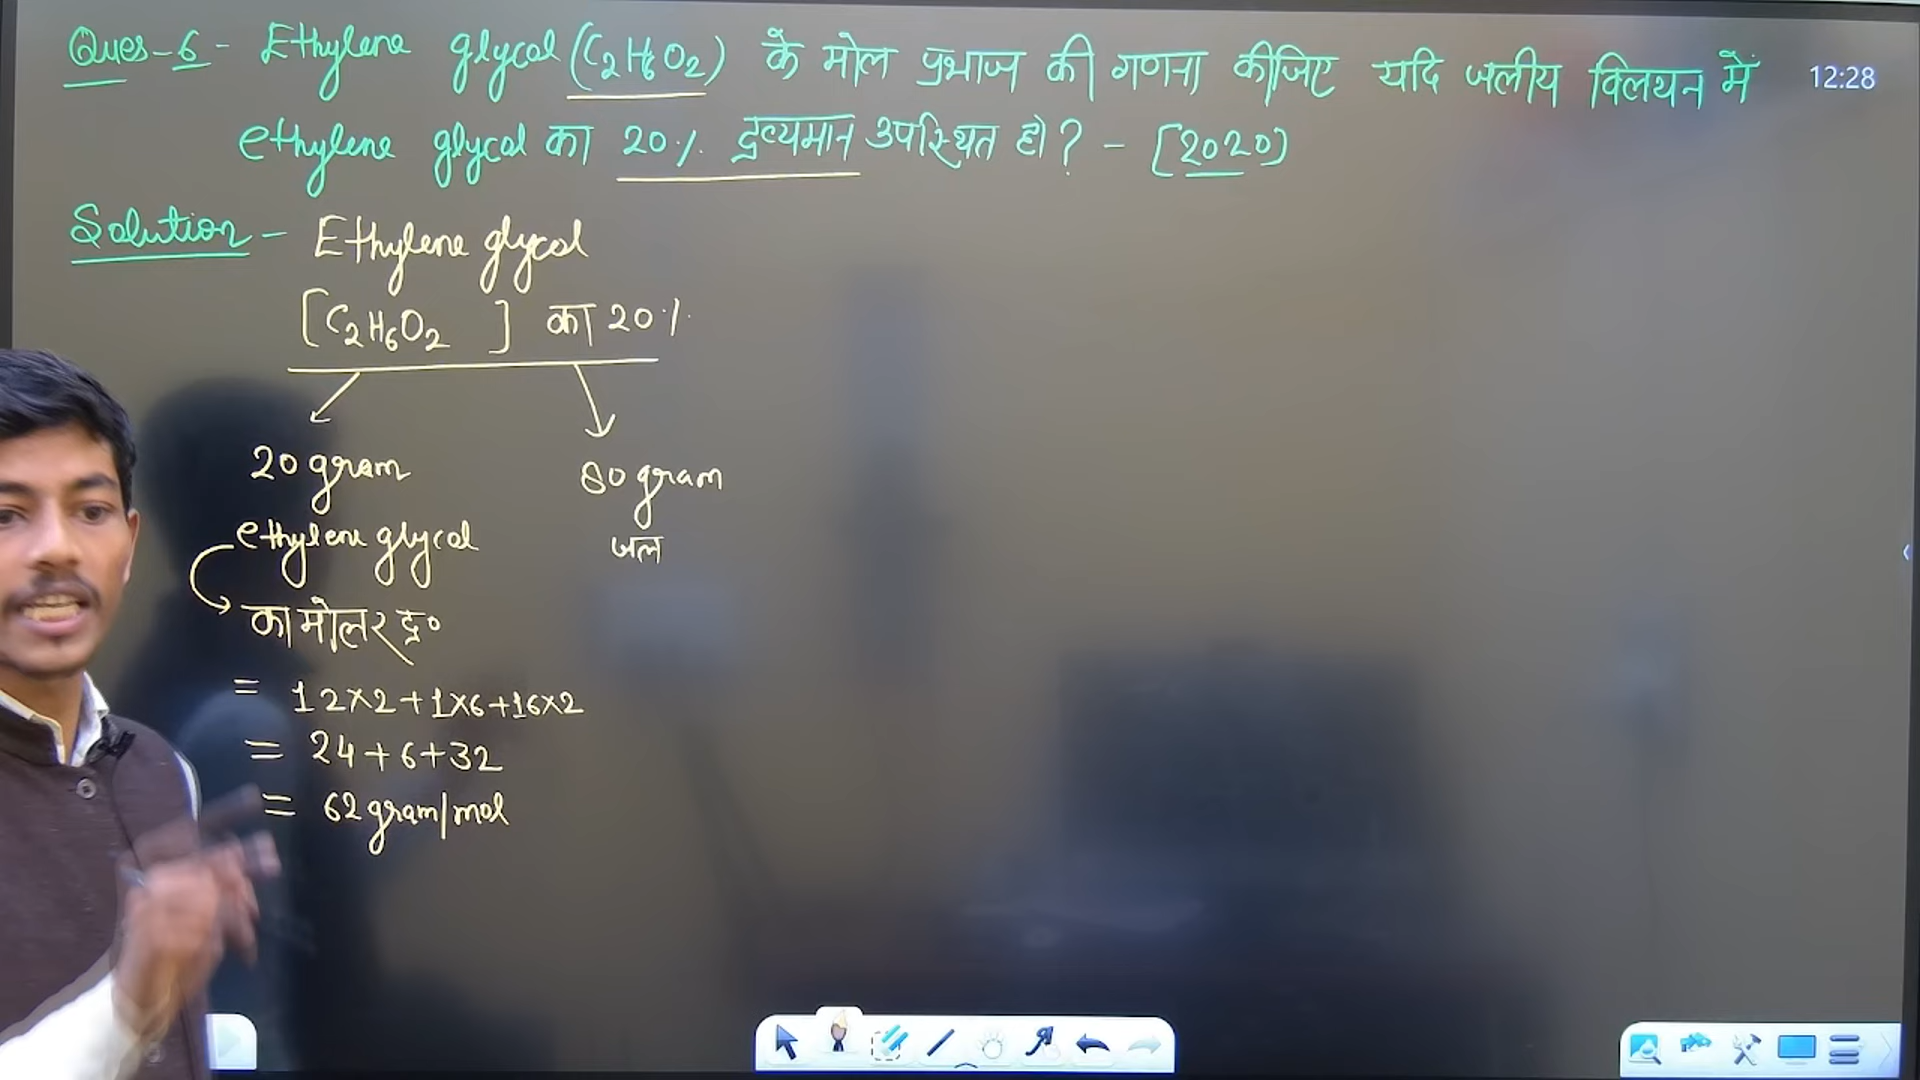 Ques-6- Ethylene glycol (C2H6O2) के मोल प्रभाज की गणना कीजिए यदि जलीय विलयन में
12:28
ethylene glycol का 20% द्रव्यमान उपस्थित हो? - [2020]
Solution - Ethylene glycol
[C2H6O2 ] का 20%
20 gram
80 gram
ethylene glycol
जल
का मोलर द्र०
= 12×2+1×6+16×2
= 24+6+32
= 62 gram/mol